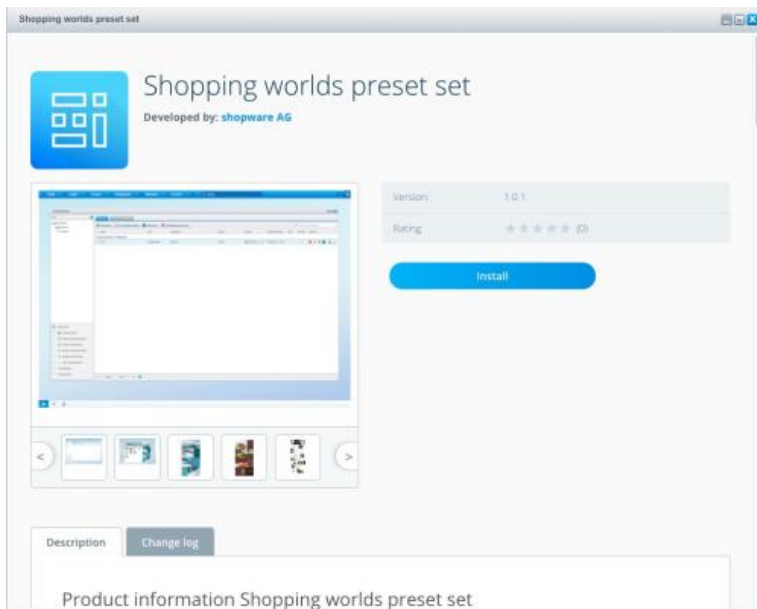 Shopping worlds preset set
Shopping worlds preset set
Developed by: shopware AG
Version: 1.0.1
Rating (0)
Install
<
>
Description
Change log
Product information Shopping worlds preset set